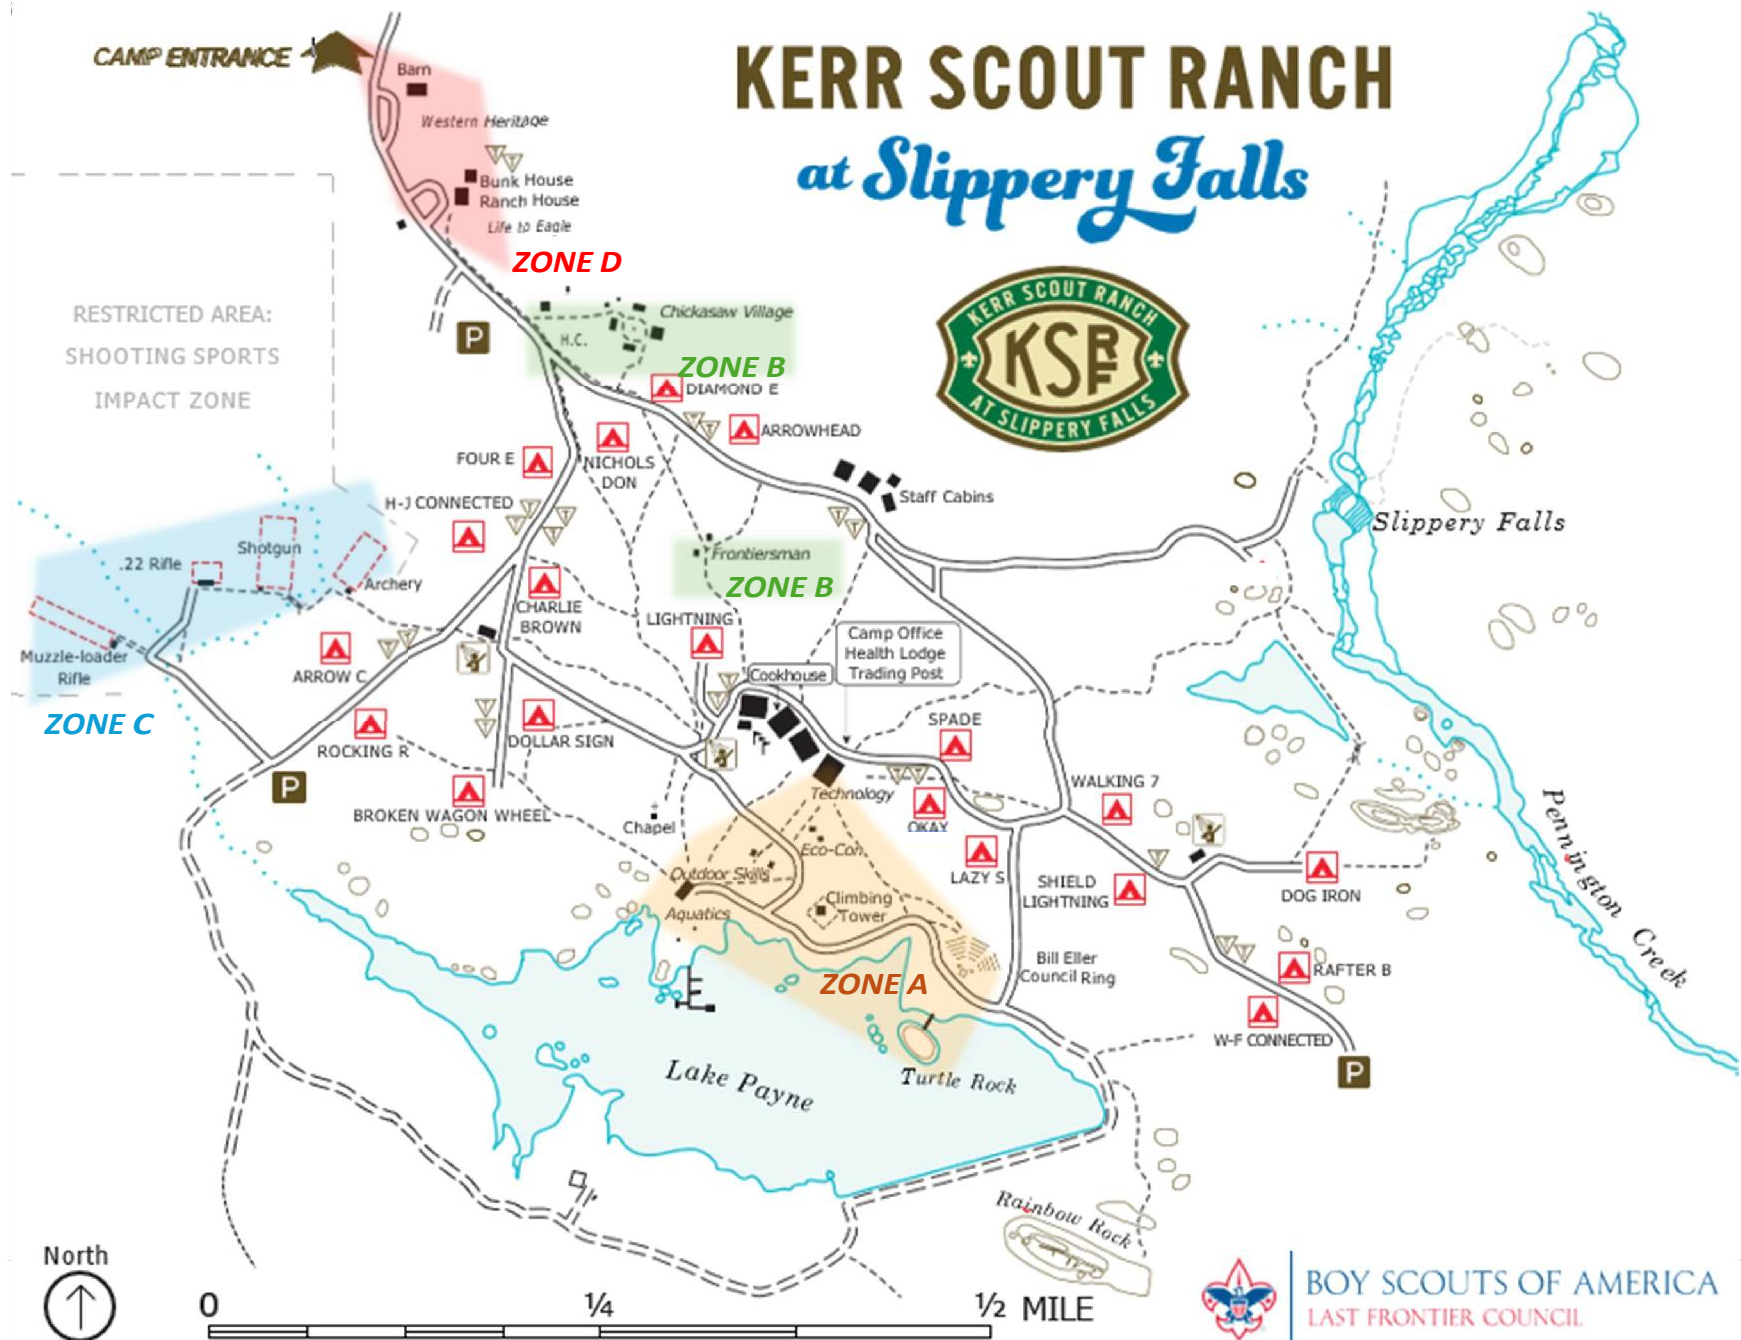 CAMP ENTRANCE
KERR SCOUT RANCH
at Slippery Falls
Barn
Western Heritage
Bunk House
Ranch House
Life to Eagle
ZONE D
KERR SCOUT RANCH
KSRF
AT SLIPPERY FALLS
RESTRICTED AREA:
SHOOTING SPORTS
IMPACT ZONE
P
Chickasaw Village
H.C.
ZONE B
DIAMOND E
ARROWHEAD
FOUR E
NICHOLS
DON
H-J CONNECTED
Staff Cabins
Slippery Falls
.22 Rifle
Shotgun
Archery
Frontiersman
ZONE B
CHARLIE
BROWN
LIGHTNING
Camp Office
Health Lodge
Trading Post
Cookhouse
Muzzle-loader
Rifle
ARROW C
ZONE C
ROCKING R
DOLLAR SIGN
SPADE
P
BROKEN WAGON WHEEL
Chapel
Technology
OKAY
WALKING 7
Eco-Con.
LAZY S
SHIELD
LIGHTNING
DOG IRON
Outdoor Skills
Aquatics
Climbing
Tower
Pennington Creek
ZONE A
Bill Eller
Council Ring
RAFTER B
W-F CONNECTED
P
Lake Payne
Turtle Rock
Rainbow Rock
North
0 1/4 1/2 MILE
BOY SCOUTS OF AMERICA
LAST FRONTIER COUNCIL